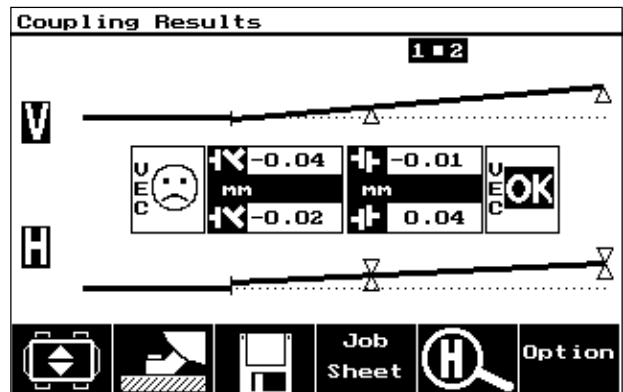 Coupling Results
1 2
V
VEC
-0.04
mm
-0.02
-0.01
mm
0.04
VEC
OK
H
Job
Sheet
H
Option